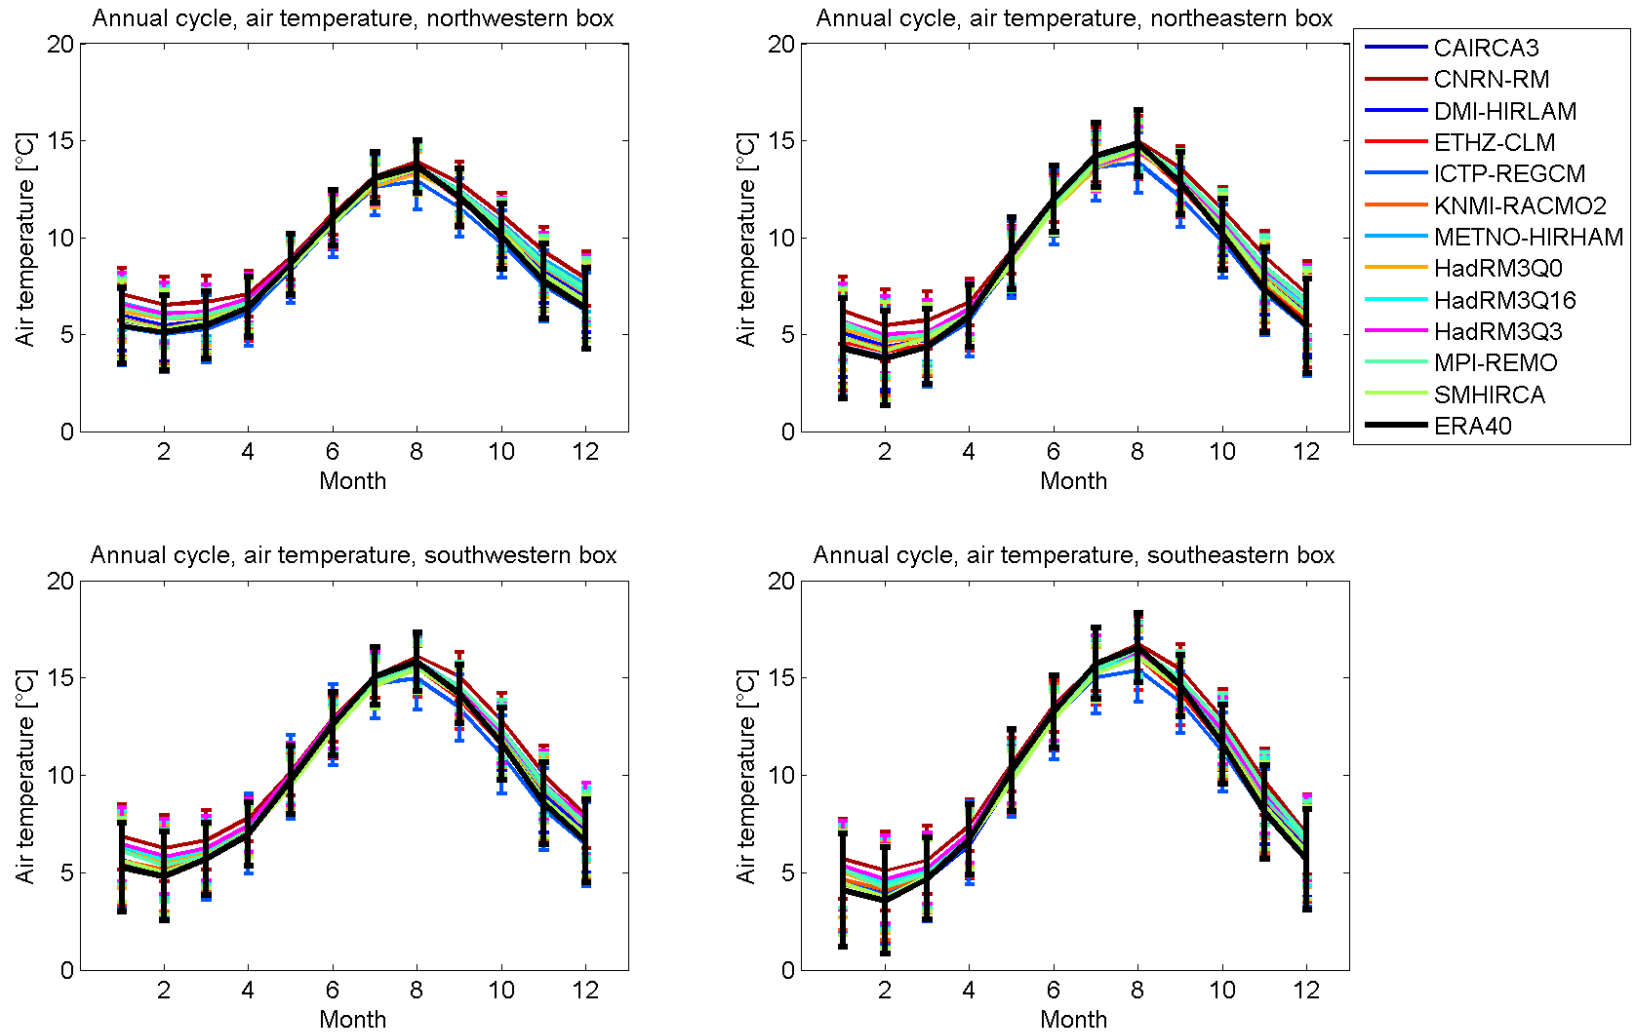 Annual cycle, air temperature, northwestern box
Annual cycle, air temperature, northeastern box
20
15
10
5
0
2 4 6 8 10 12
Air temperature [°C]
Month
20
15
10
5
0
2 4 6 8 10 12
Air temperature [°C]
Month
CAIRCA3
CNRN-RM
DMI-HIRLAM
ETHZ-CLM
ICTP-REGCM
KNMI-RACMO2
METNO-HIRHAM
HadRM3Q0
HadRM3Q16
HadRM3Q3
MPI-REMO
SMHIRCA
ERA40
Annual cycle, air temperature, southwestern box
Annual cycle, air temperature, southeastern box
20
15
10
5
0
2 4 6 8 10 12
Air temperature [°C]
Month
20
15
10
5
0
2 4 6 8 10 12
Air temperature [°C]
Month